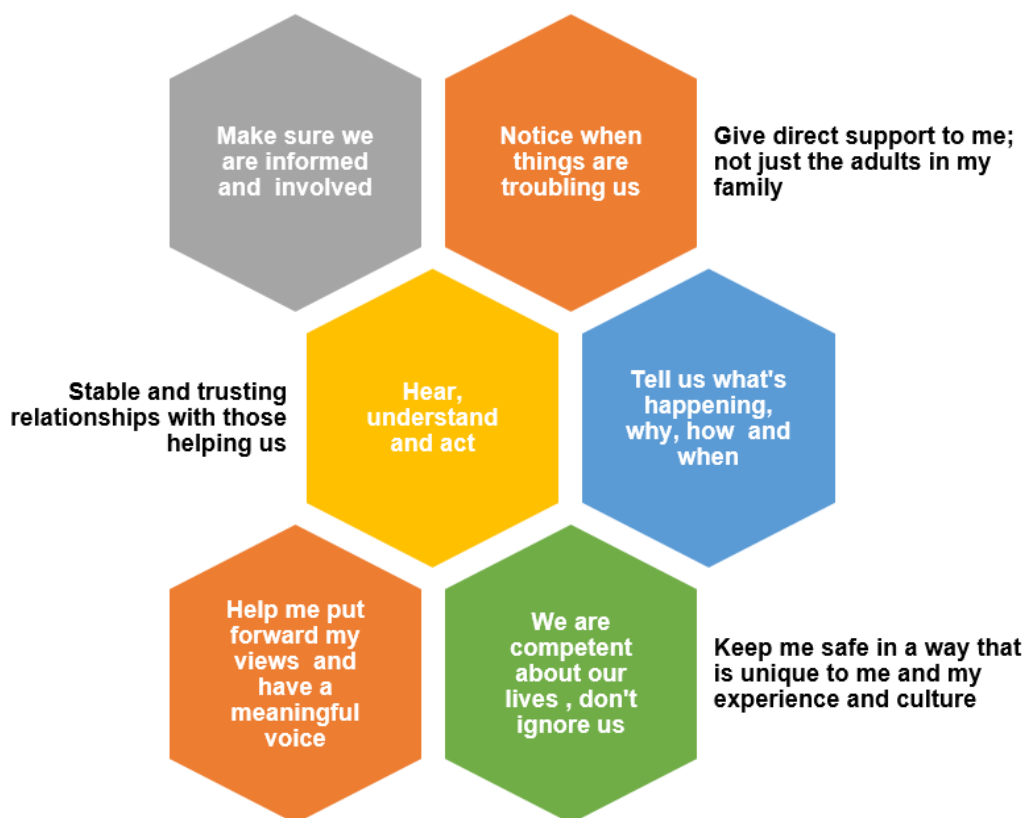 Make sure we
are informed
and  involved
Notice when
things are
troubling us
Give direct support to me;
not just the adults in my
family
Stable and trusting
relationships with those
helping us
Hear,
understand
and act
Tell us what's
happening,
why, how  and
when
Help me put
forward my
views  and
have a
meaningful
voice
We are
competent
about our
lives , don't
ignore us
Keep me safe in a way that
is unique to me and my
experience and culture